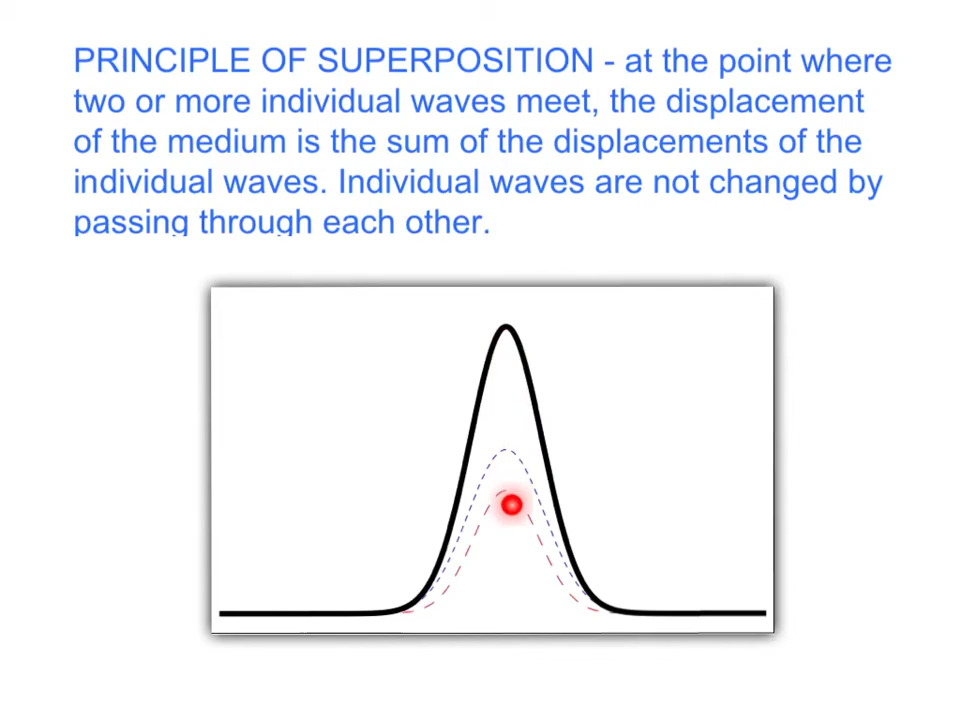 PRINCIPLE OF SUPERPOSITION - at the point where
two or more individual waves meet, the displacement
of the medium is the sum of the displacements of the
individual waves. Individual waves are not changed by
passing through each other.